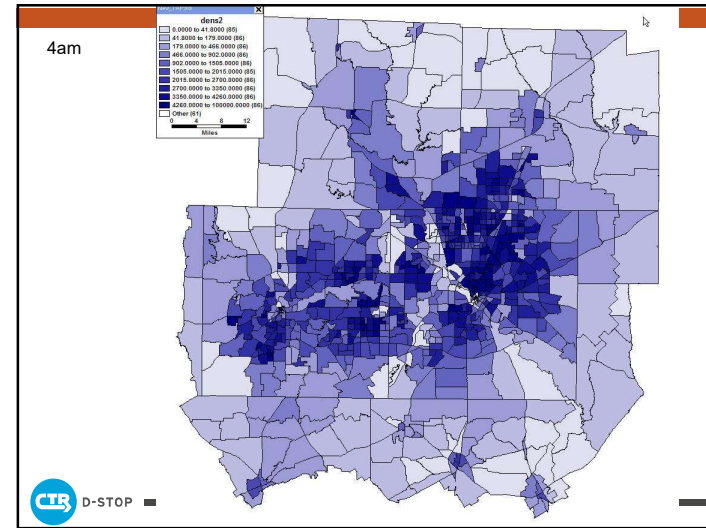 4am
dens2
0.0000 to 41.8000 (85)
41.8000 to 179.0000 (86)
179.0000 to 466.0000 (86)
466.0000 to 902.0000 (86)
902.0000 to 1505.0000 (86)
1505.0000 to 2015.0000 (85)
2015.0000 to 2700.0000 (86)
2700.0000 to 3350.0000 (86)
3350.0000 to 4260.0000 (86)
4260.0000 to 100000.0000 (86)
Other (61)
0 4 8 12
Miles
CTR D-STOP